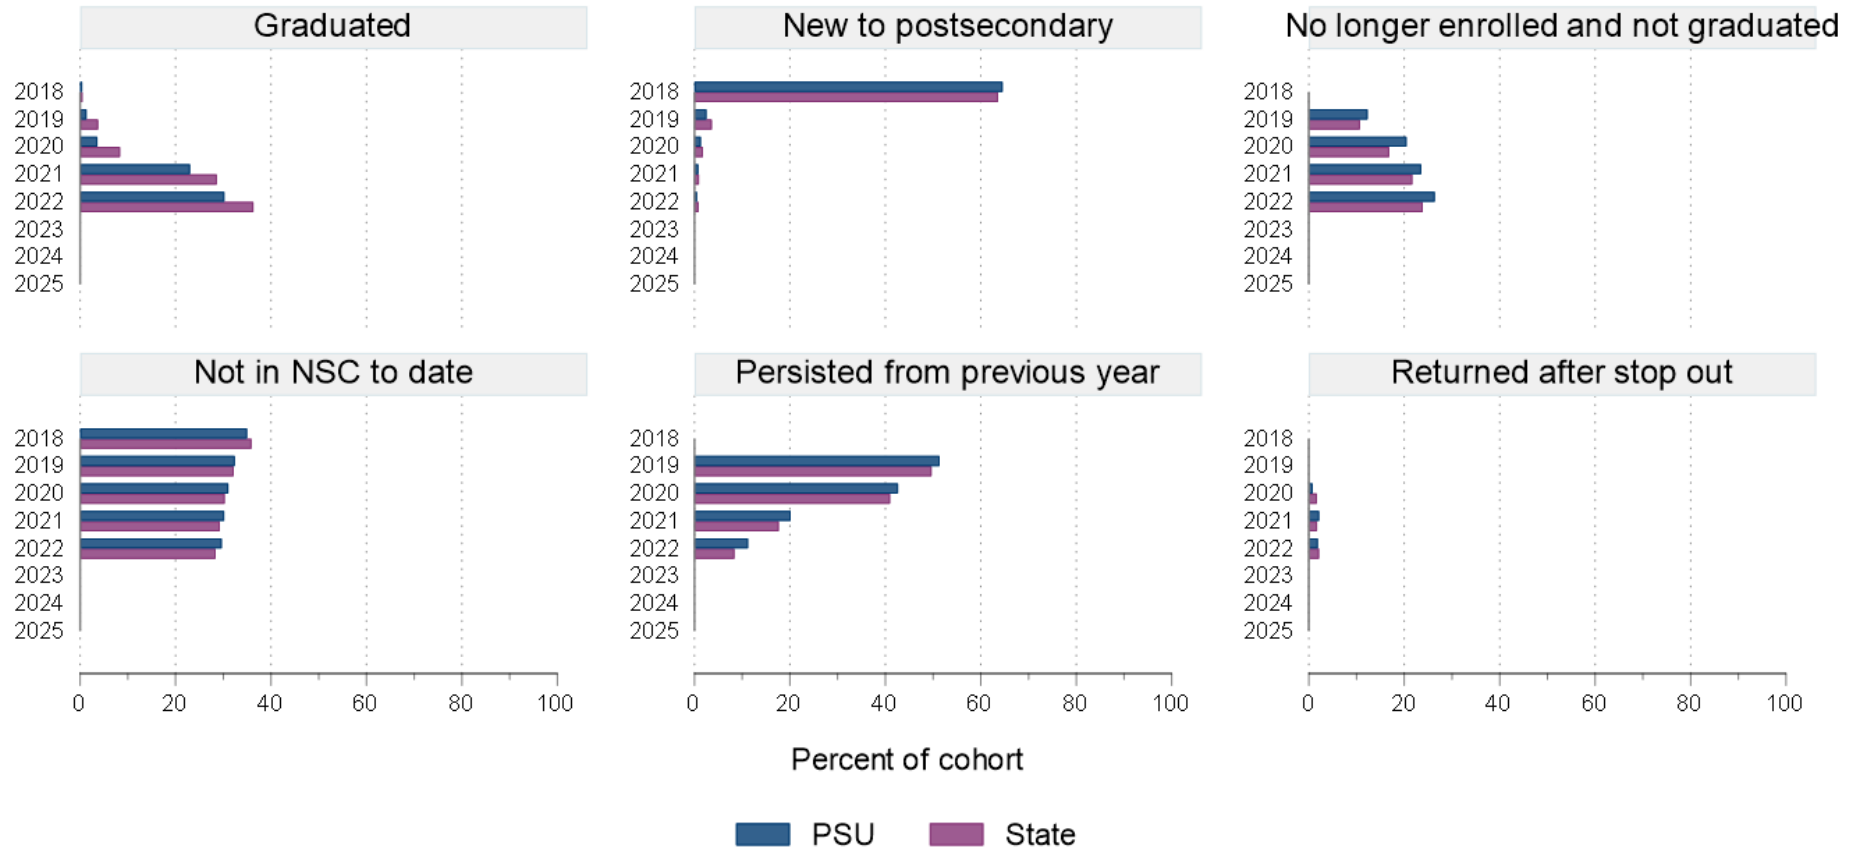 Graduated New to postsecondary No longer enrolled and not graduated
2018 2018 2018
2019 2019 2019
2020 2020 2020
2021 2021 2021
2022 2022 2022
2023 2023 2023
2024 2024 2024
2025 2025 2025
Not in NSC to date Persisted from previous year Returned after stop out
2018 2018 2018
2019 2019 2019
2020 2020 2020
2021 2021 2021
2022 2022 2022
2023 2023 2023
2024 2024 2024
2025 2025 2025
0 20 40 60 80 100 0 20 40 60 80 100 0 20 40 60 80 100
Percent of cohort
PSU State